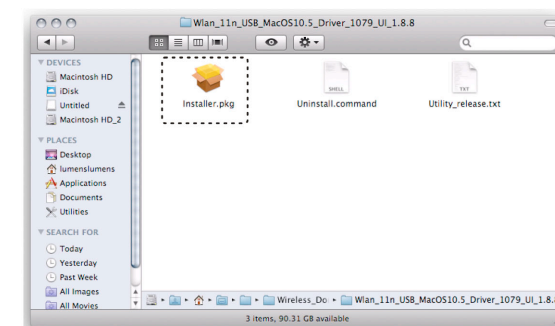 Wlan_11n_USB_MacOS10.5_Driver_1079_UI_1.8.8
DEVICES
Macintosh HD
iDisk
Untitled
Macintosh HD_2
PLACES
Desktop
lumenslumens
Applications
Documents
Utilities
SEARCH FOR
Today
Yesterday
Past Week
All Images
All Movies
Installer.pkg
SHELL
Uninstall.command
TXT
Utility_release.txt
Wireless_Do Wlan_11n_USB_MacOS10.5_Driver_1079_UI_1.8.
3 items, 90.31 GB available